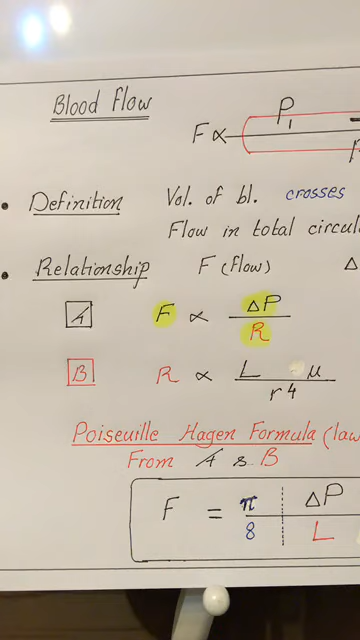 Blood flow
P1
F ∝
• Definition Vol. of bl. crosses
Flow in total circul
• Relationship F (flow) Δ
A F ∝ ΔP / R
B R ∝ L μ / r4
Poiseuille Hagen Formula (law
From A & B
F = π / 8 ΔP / L